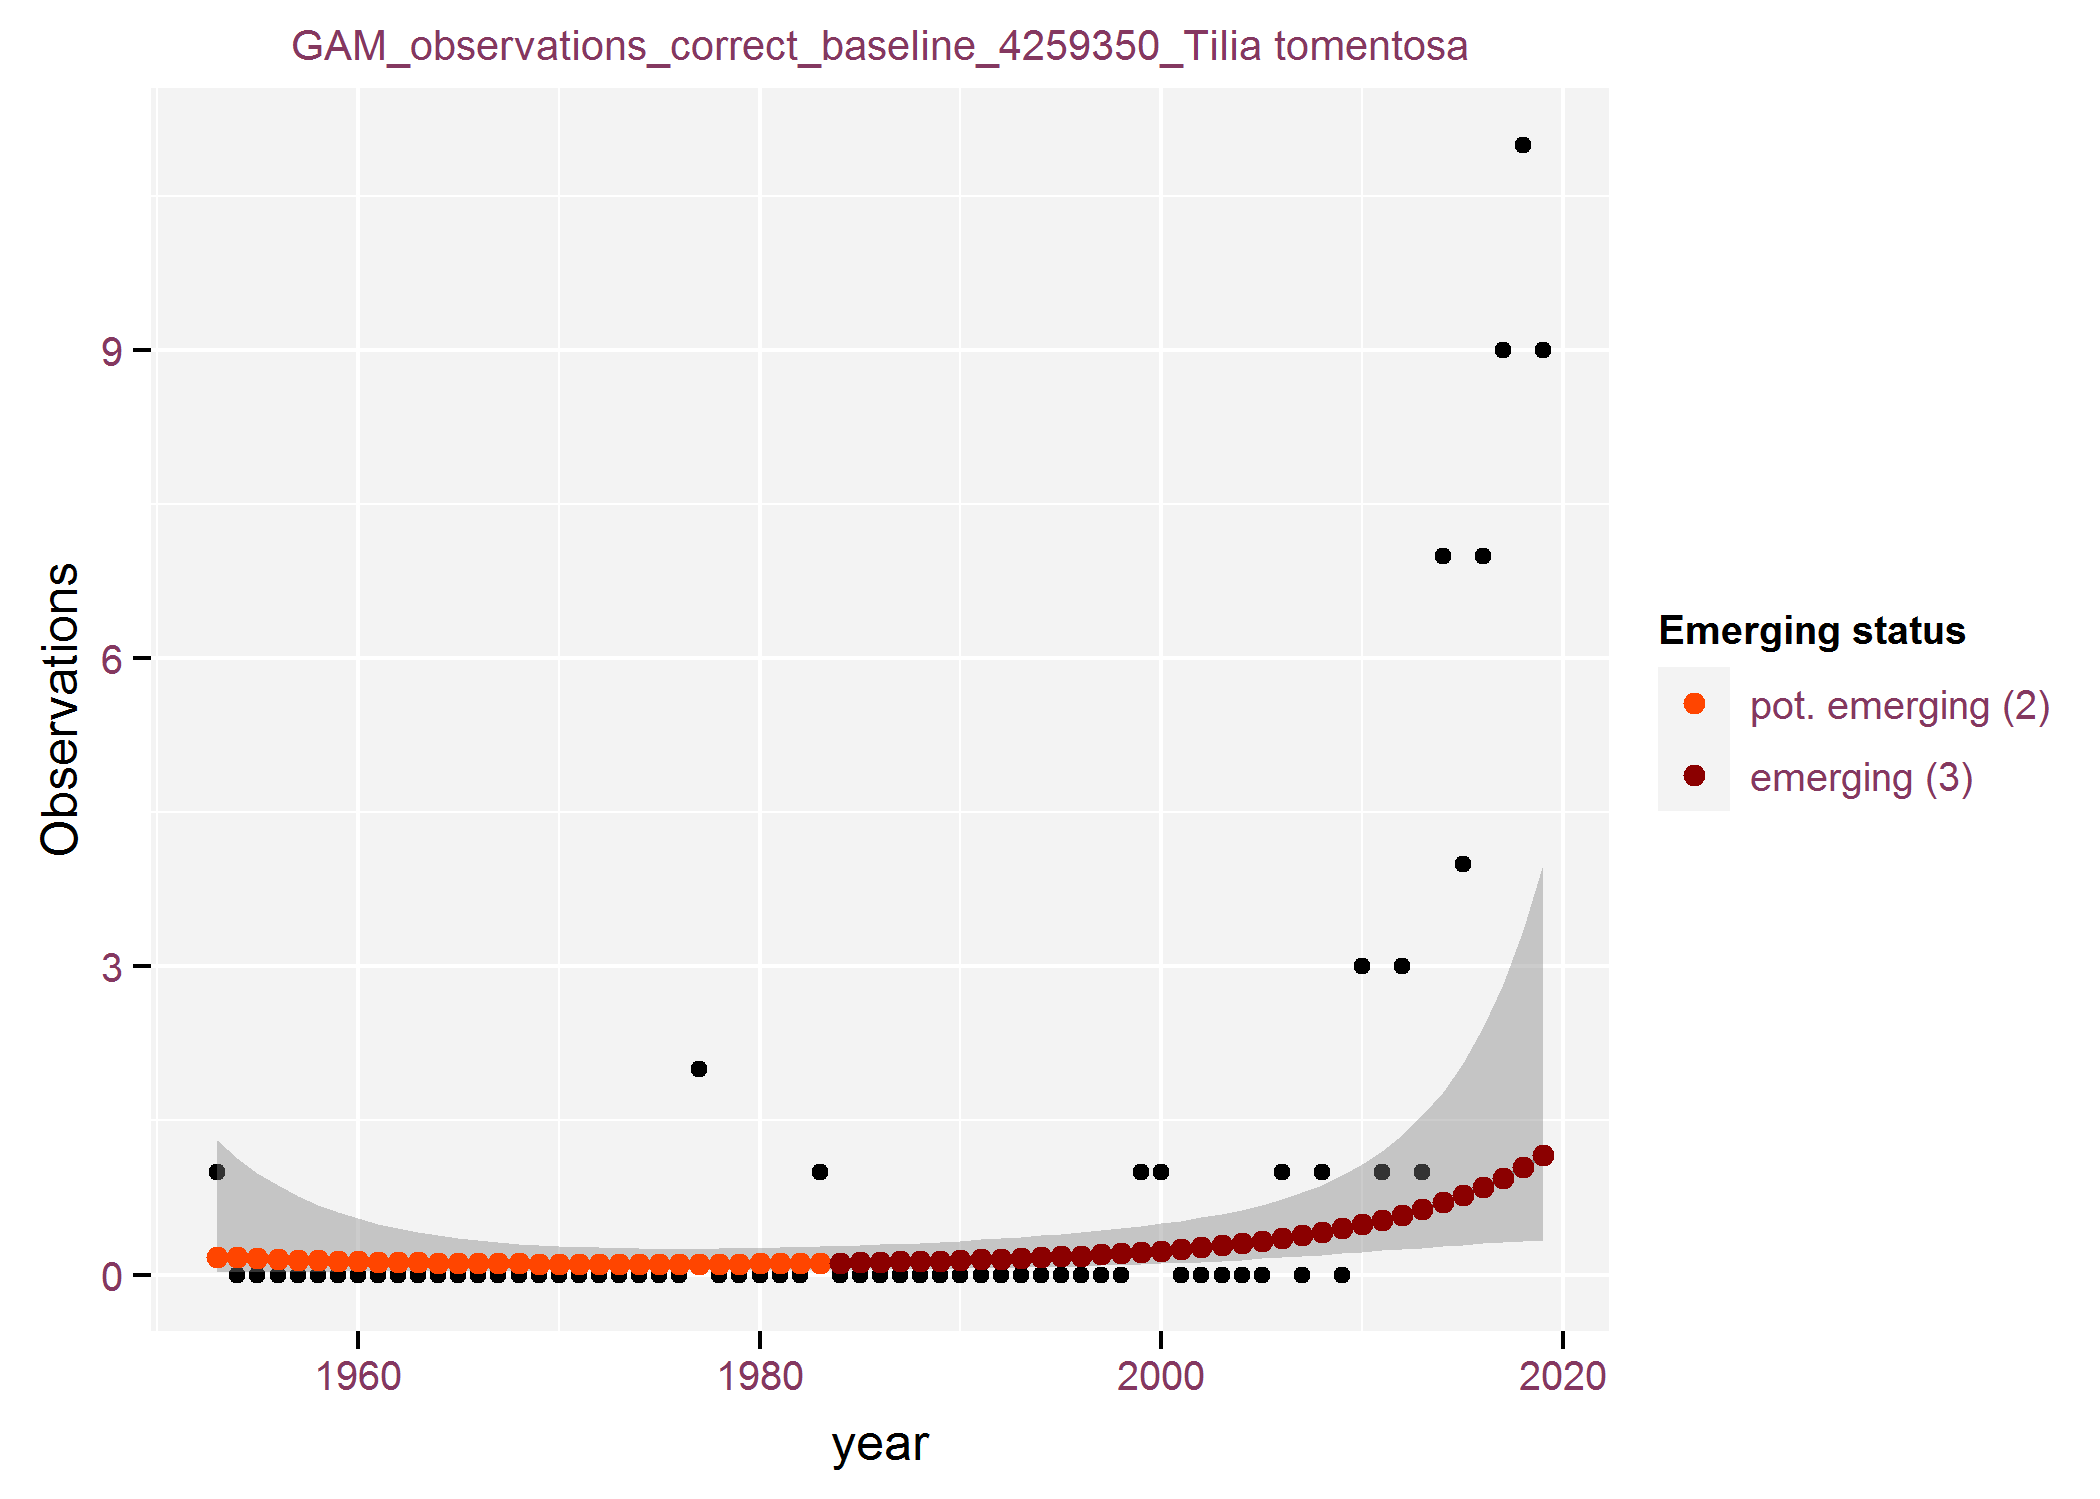 GAM_observations_correct_baseline_4259350_Tilia tomentosa
Observations
9
6
3
0
1960
1980
2000
2020
year
Emerging status
pot. emerging (2)
emerging (3)